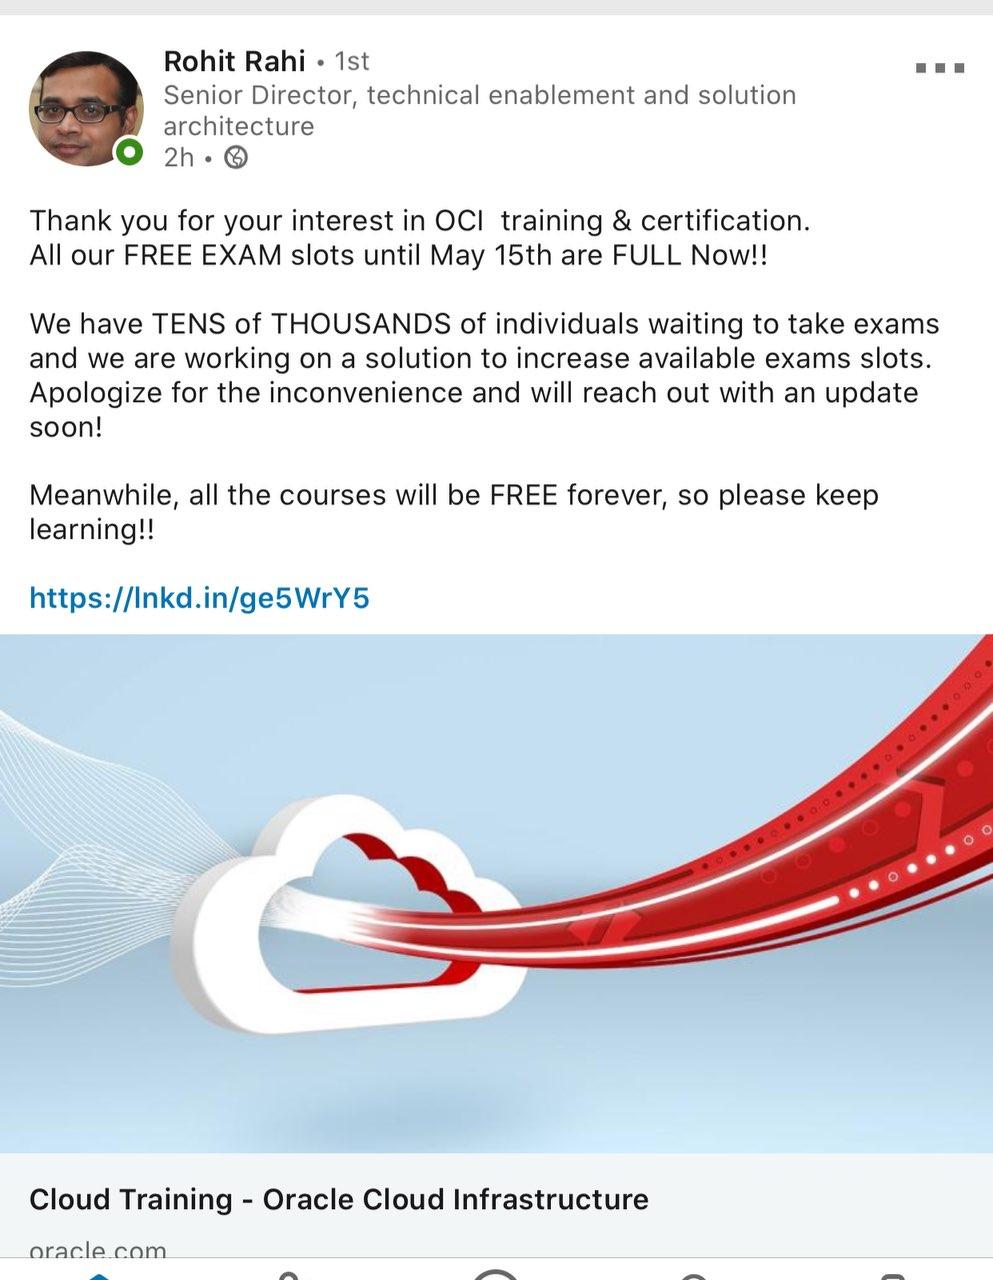 Rohit Rahi • 1st
Senior Director, technical enablement and solution
architecture
2h •
Thank you for your interest in OCI  training & certification.
All our FREE EXAM slots until May 15th are FULL Now!!
We have TENS of THOUSANDS of individuals waiting to take exams
and we are working on a solution to increase available exams slots.
Apologize for the inconvenience and will reach out with an update
soon!
Meanwhile, all the courses will be FREE forever, so please keep
learning!!
https://lnkd.in/ge5WrY5
Cloud Training - Oracle Cloud Infrastructure
oracle.com